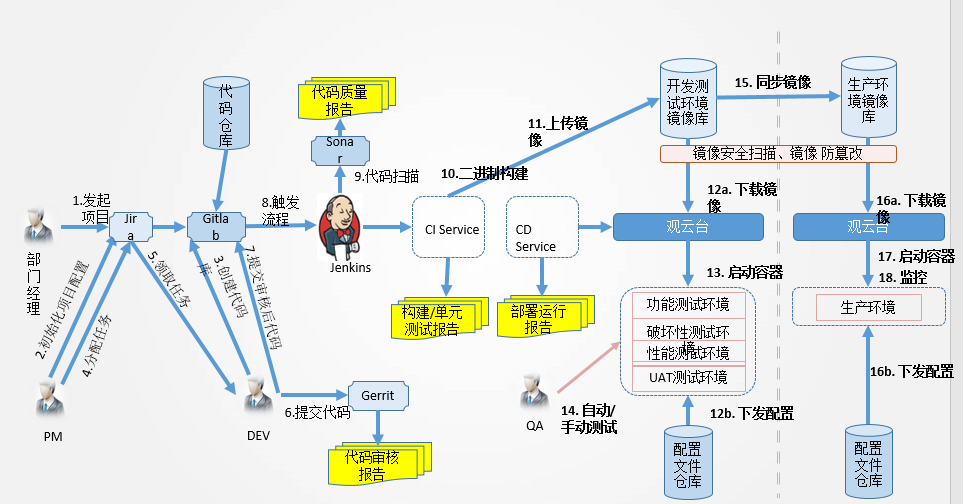 代码质量
报告
代
码
仓
库
Sona
r
开发测
试环境
镜像库
15. 同步镜像
生产环
境镜像
库
11.上传镜
像
镜像安全扫描、镜像 防篡改
10.二进制构建
9.代码扫描
1.发起
项目
Jir
a
Gitla
b
8.触发
流程
Jenkins
CI Service
CD
Service
12a. 下载镜
像
观云台
16a. 下载镜
像
观云台
部
门
经
理
2.初始化项目配置
4.分配任务
5.领取任务
3.创建代码
库
7.提交审核后代码
构建/单元
测试报告
部署运行
报告
13. 启动容器
17. 启动容器
18. 监控
功能测试环境
破坏性测试环
境
性能测试环境
UAT测试环境
生产环境
16b. 下发配置
PM
DEV
6.提交代码
Gerrit
代码审核
报告
QA
14. 自动/
手动测试
12b. 下发配置
配置
文件
仓库
配置
文件
仓库